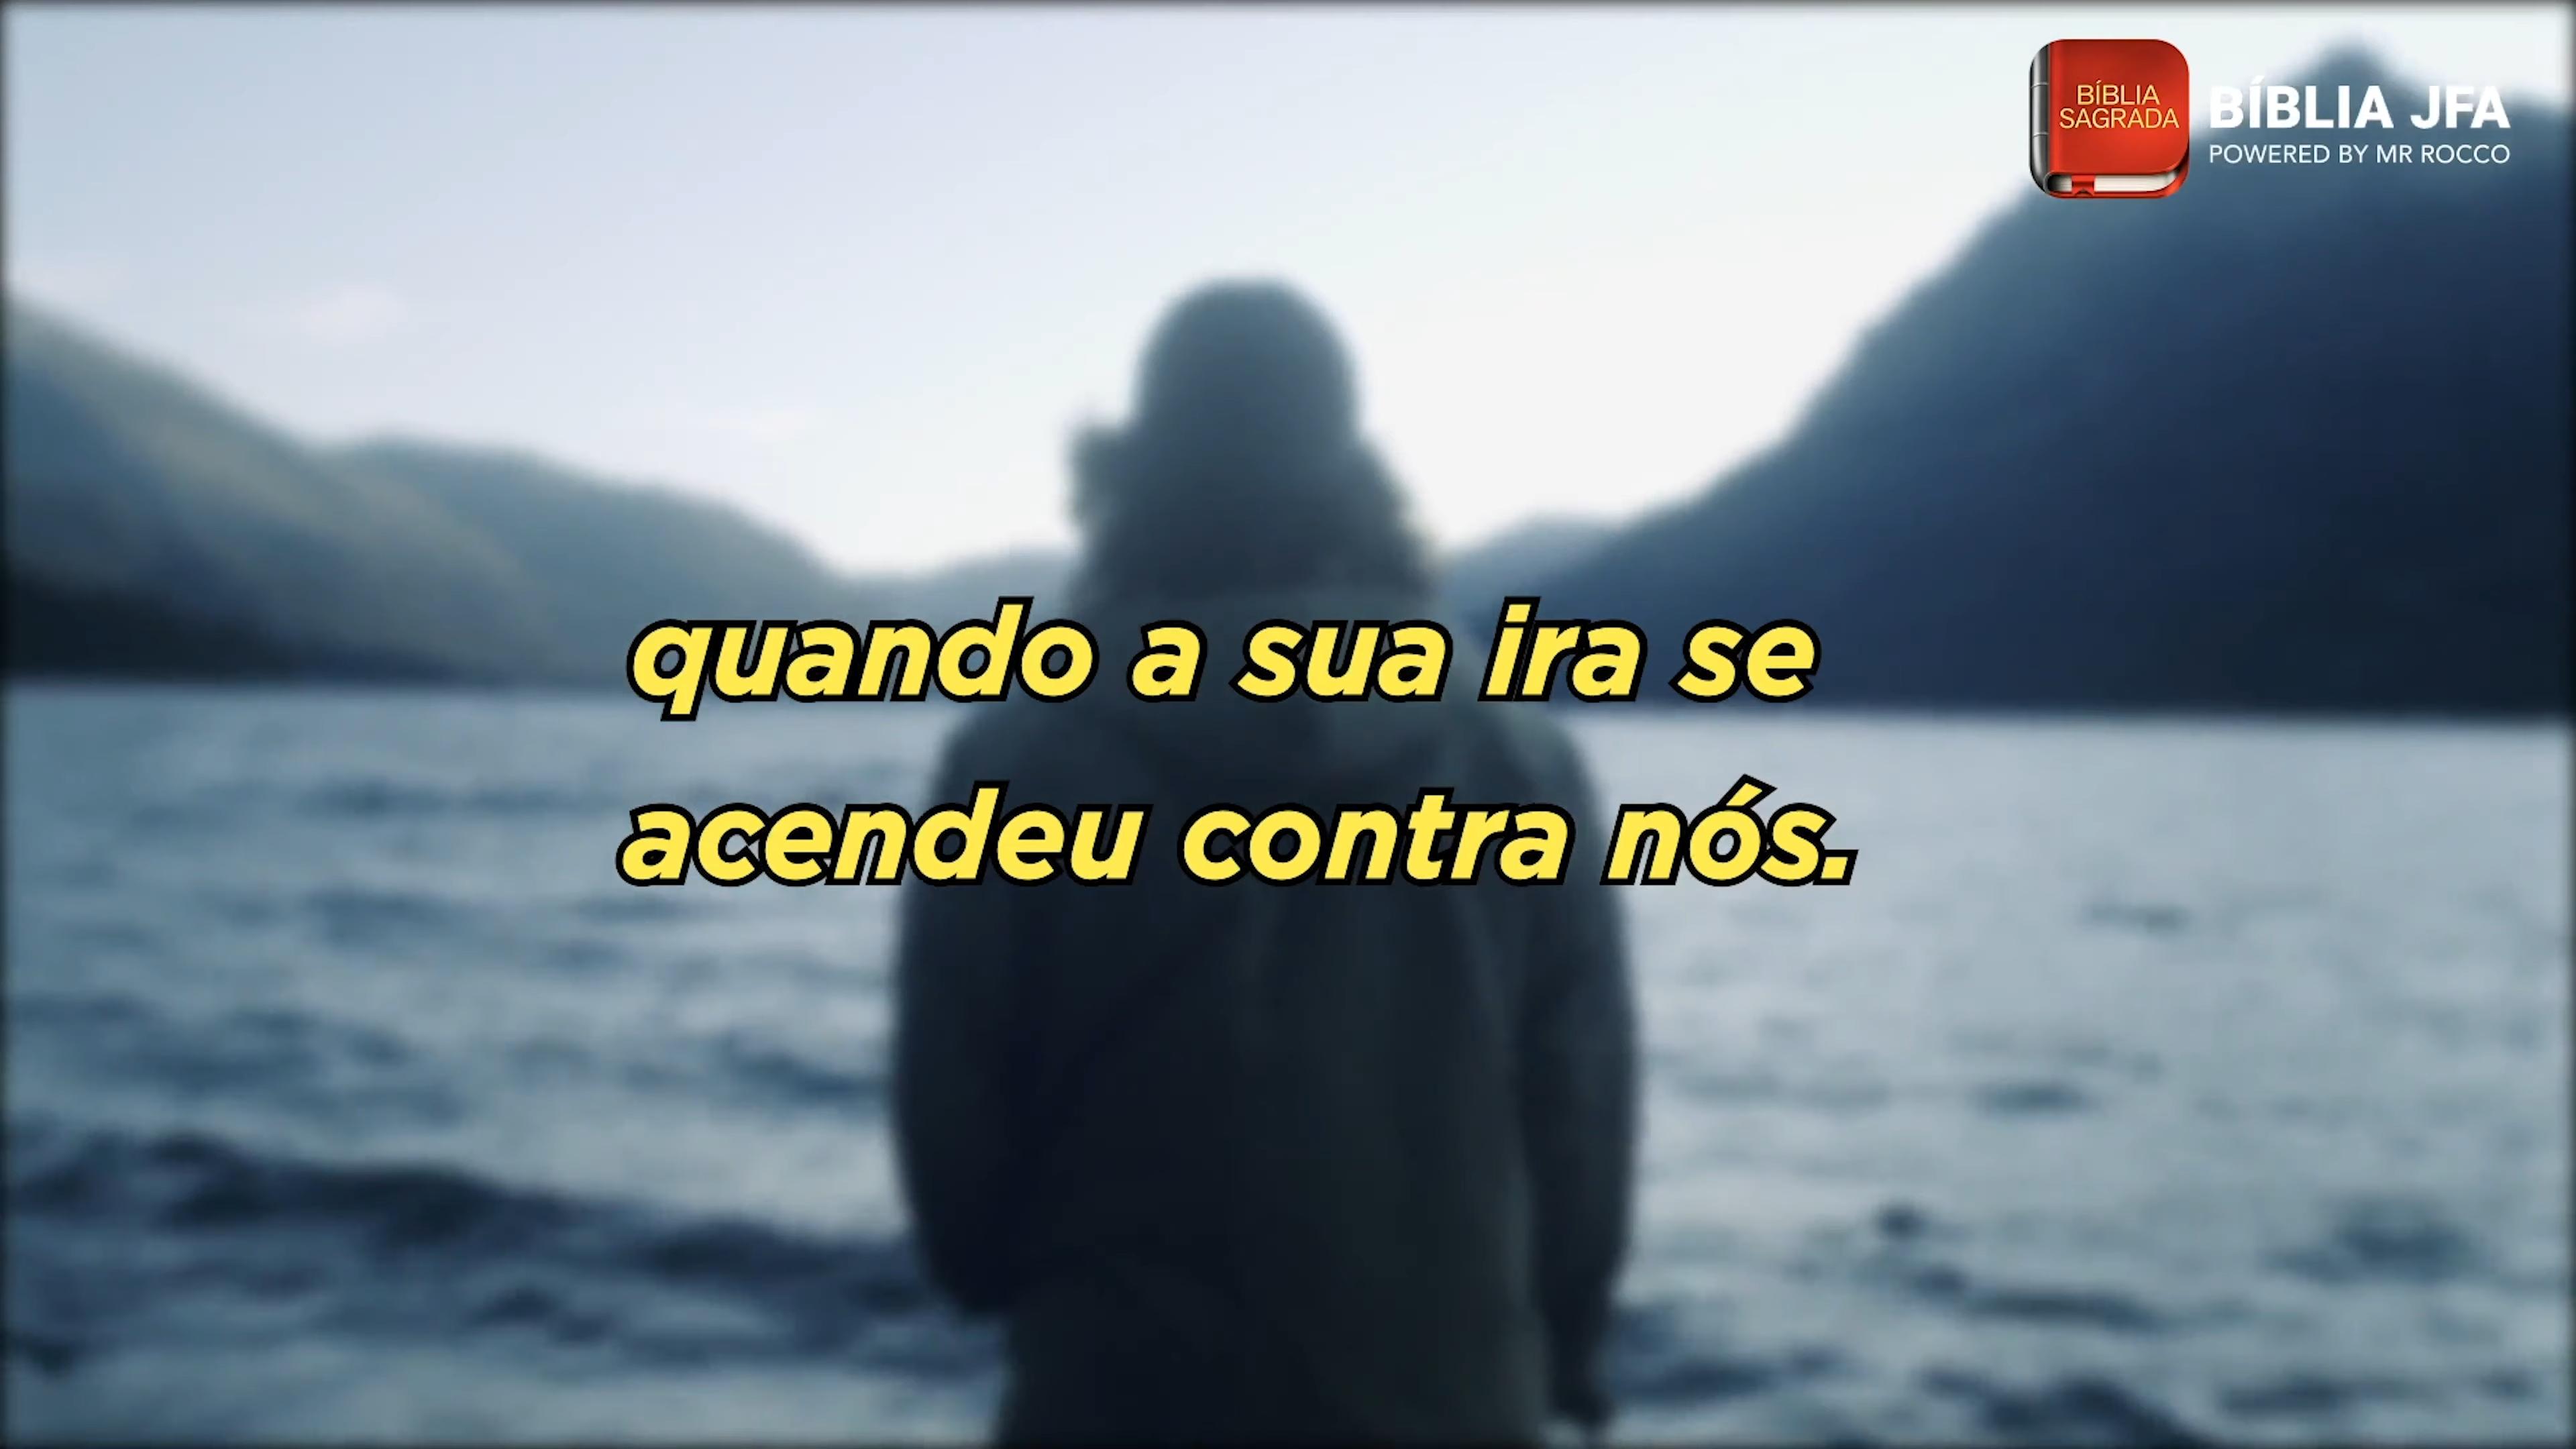 BÍBLIA
SAGRADA
BÍBLIA JFA
POWERED BY MR ROCCO
quando a sua ira se
acendeu contra nós.